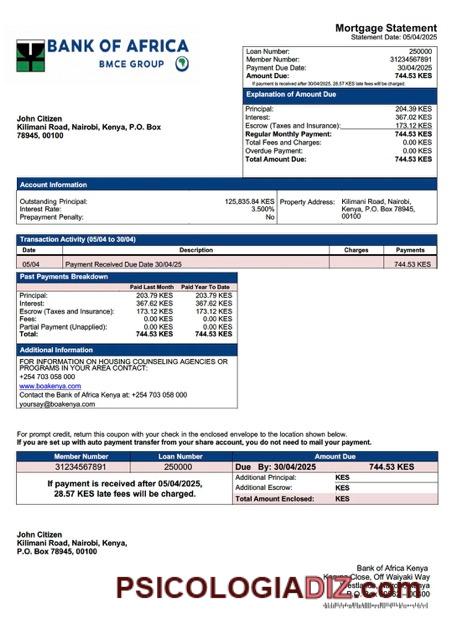 Mortgage Statement
Statement Date: 05/04/2025
BANK OF AFRICA
BMCE GROUP
Loan Number: 250000
Member Number: 31234567891
Payment Due Date: 30/04/2025
Amount Due: 744.53 KES
If payment is received after 30/04/2025, 28.57 KES late fees will be charged.
John Citizen
Kilimani Road, Nairobi, Kenya, P.O. Box
78945, 00100
Explanation of Amount Due
Principal: 204.39 KES
Interest: 367.02 KES
Escrow (Taxes and Insurance): 173.12 KES
Regular Monthly Payment: 744.53 KES
Total Fees and Charges: 0.00 KES
Overdue Payment: 0.00 KES
Total Amount Due: 744.53 KES
Account Information
Outstanding Principal: 125,835.84 KES
Interest Rate: 3.500%
Prepayment Penalty: No
Property Address: Kilimani Road, Nairobi,
Kenya, P.O. Box 78945,
00100
Transaction Activity (05/04 to 30/04)
Date Description Charges Payments
05/04 Payment Received Due Date 30/04/25 744.53 KES
Past Payments Breakdown
Paid Last Month Paid Year To Date
Principal: 203.79 KES 203.79 KES
Interest: 367.62 KES 367.62 KES
Escrow (Taxes and Insurance): 173.12 KES 173.12 KES
Fees: 0.00 KES 0.00 KES
Partial Payment (Unapplied): 0.00 KES 0.00 KES
Total: 744.53 KES 744.53 KES
Additional Information
FOR INFORMATION ON HOUSING COUNSELING AGENCIES OR
PROGRAMS IN YOUR AREA CONTACT:
+254 703 058 000
www.boakenya.com
Contact the Bank of Africa Kenya at: +254 703 058 000
yoursay@boakenya.com
For prompt credit, return this coupon with your check in the enclosed envelope to the location shown below.
If you are set up with auto payment transfer from your share account, you do not need to mail your payment.
Member Number Loan Number Amount Due
31234567891 250000 Due By: 30/04/2025 744.53 KES
If payment is received after 05/04/2025,
28.57 KES late fees will be charged.
Additional Principal: KES
Additional Escrow: KES
Total Amount Enclosed: KES
John Citizen
Kilimani Road, Nairobi, Kenya,
P.O. Box 78945, 00100
Bank of Africa Kenya
Close, Off Waiyaki Way
PSICOLOGIADIZ.com